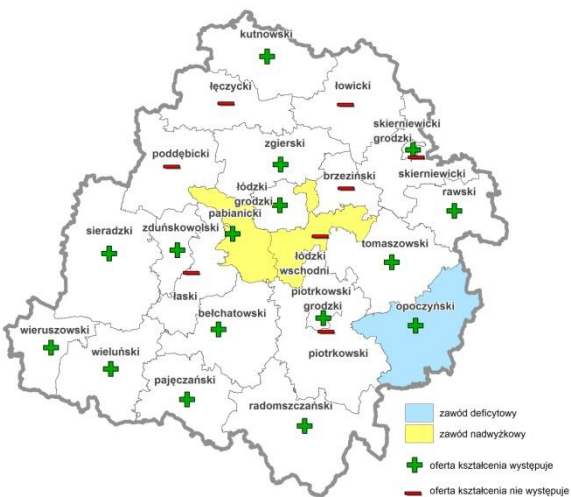 kutnowski
łęczycki
łowicki
skierniewicki
grodzki
zgierski
poddębicki
brzeziński
skierniewicki
łódzki
grodzki
rawski
pabianicki
sieradzki
zduńskowolski
tomaszowski
łódzki
wschodni
łaski
piotrkowski
grodzki
opoczyński
bełchatowski
wieruszowski
wieluński
piotrkowski
pajęczański
radomszczański
zawód deficytowy
zawód nadwyżkowy
oferta kształcenia występuje
oferta kształcenia nie występuje